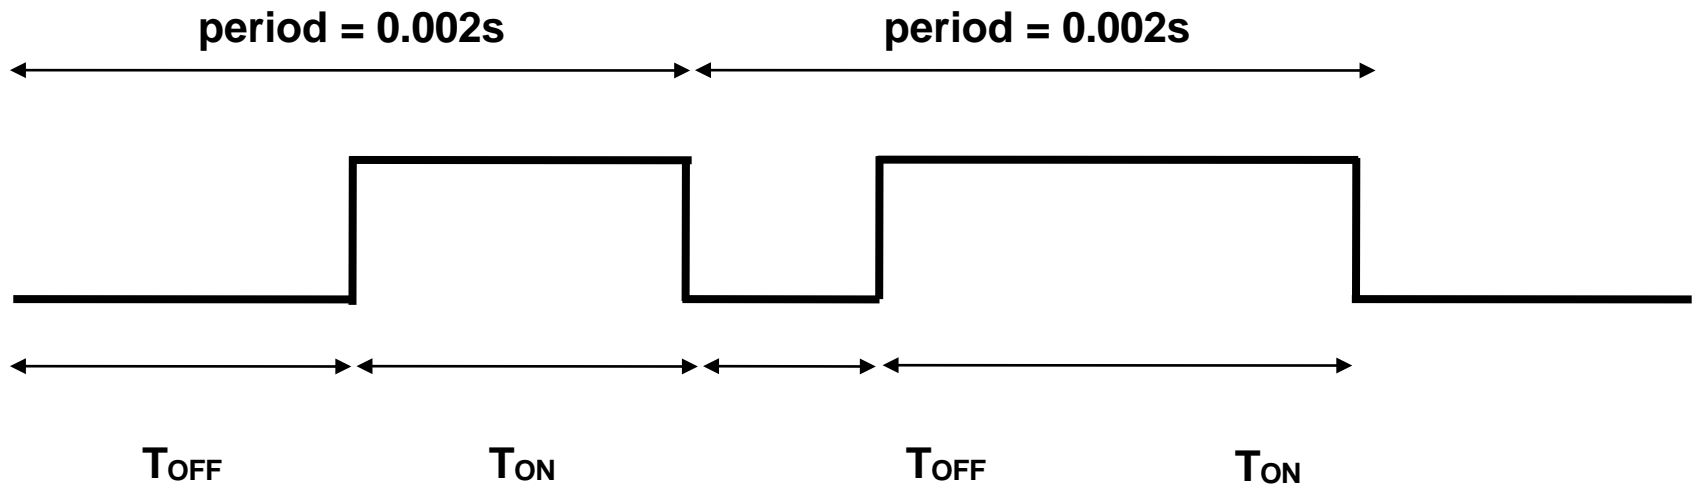 period = 0.002s period = 0.002s
TOFF TON TOFF TON